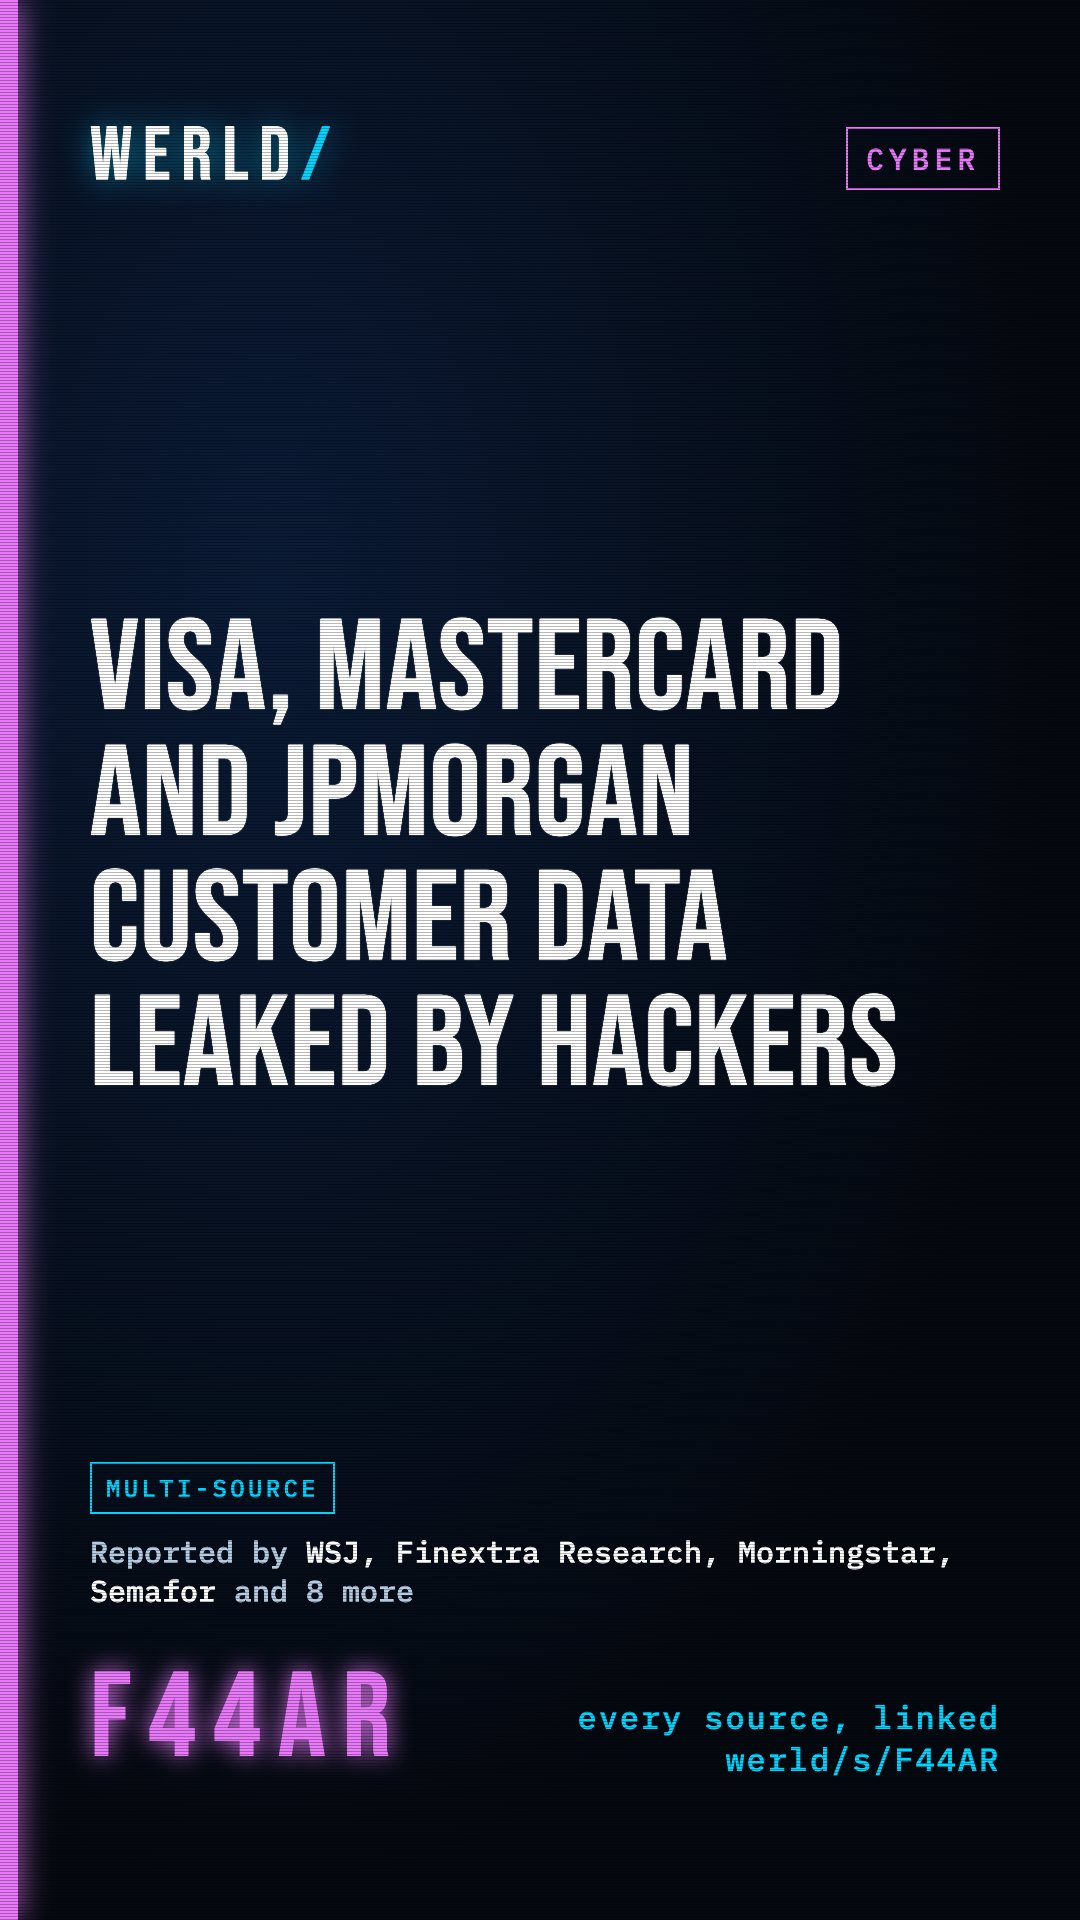 WERLD/
CYBER
VISA, MASTERCARD
AND JPMORGAN
CUSTOMER DATA
LEAKED BY HACKERS
MULTI-SOURCE
Reported by WSJ, Finextra Research, Morningstar,
Semafor and 8 more
F44AR
every source, linked
werld/s/F44AR